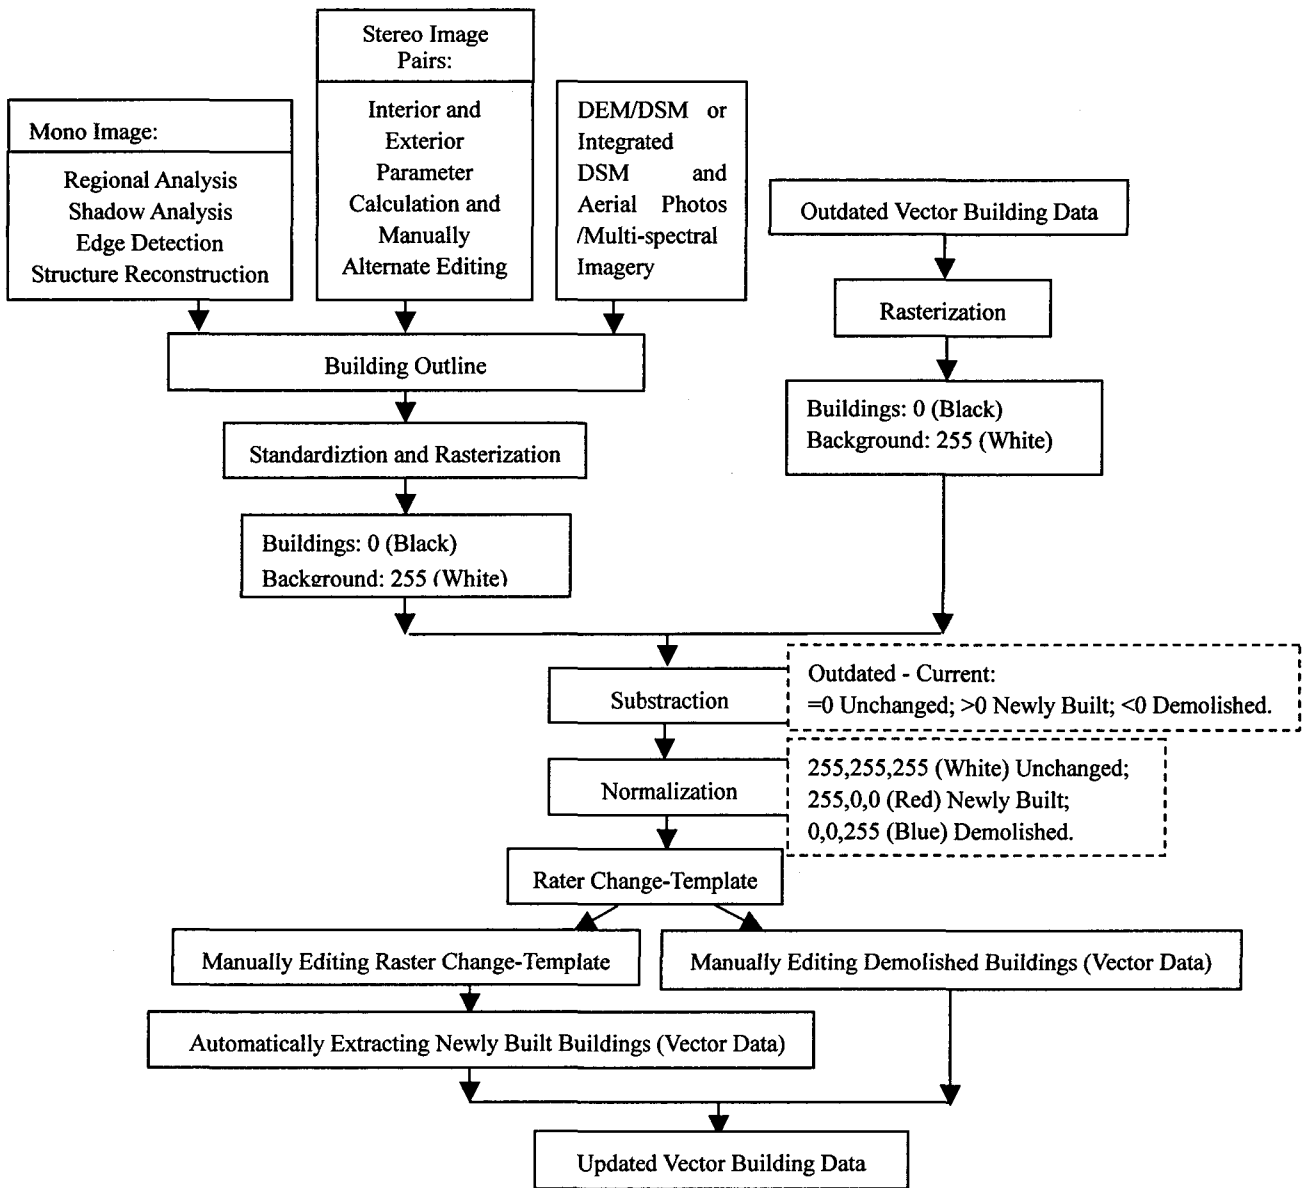 Stereo Image
Pairs:
Interior and
Exterior
Parameter
Calculation and
Manually
Alternate Editing
Mono Image:
Regional Analysis
Shadow Analysis
Edge Detection
Structure Reconstruction
DEM/DSM or
Integrated
DSM and
Aerial Photos
/Multi-spectral
Imagery
Outdated Vector Building Data
Rasterization
Buildings: 0 (Black)
Background: 255 (White)
Building Outline
Standardiztion and Rasterization
Buildings: 0 (Black)
Background: 255 (White)
Substraction
Outdated - Current:
=0 Unchanged; >0 Newly Built; <0 Demolished.
Normalization
255,255,255 (White) Unchanged;
255,0,0 (Red) Newly Built;
0,0,255 (Blue) Demolished.
Rater Change-Template
Manually Editing Raster Change-Template
Manually Editing Demolished Buildings (Vector Data)
Automatically Extracting Newly Built Buildings (Vector Data)
Updated Vector Building Data